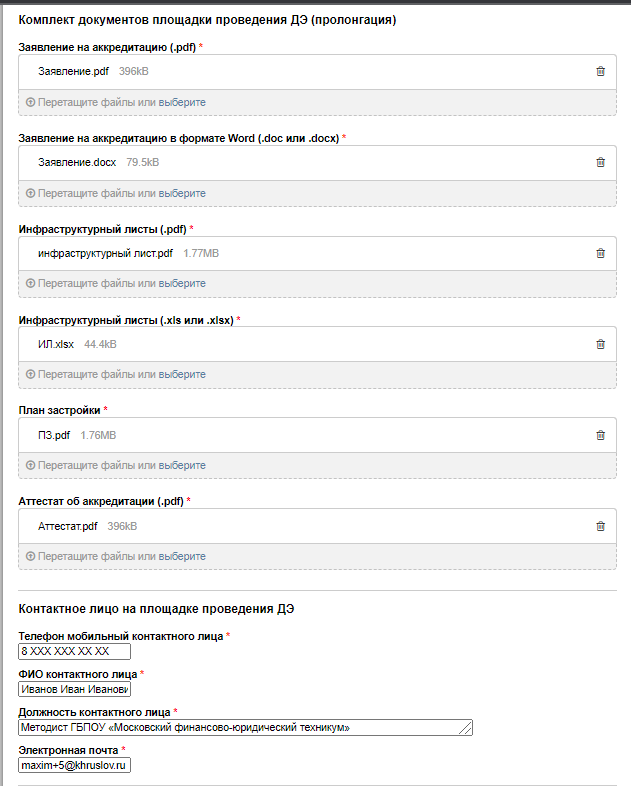 Комплект документов площадки проведения ДЭ (пролонгация)
Заявление на аккредитацию (.pdf) *
Заявление.pdf 396kB
Перетащите файлы или выберите
Заявление на аккредитацию в формате Word (.doc или .docx) *
Заявление.docx 79.5kB
Перетащите файлы или выберите
Инфраструктурный листы (.pdf) *
инфраструктурный лист.pdf 1.77MB
Перетащите файлы или выберите
Инфраструктурный листы (.xls или .xlsx) *
ИЛ.xlsx 44.4kB
Перетащите файлы или выберите
План застройки *
ПЗ.pdf 1.76MB
Перетащите файлы или выберите
Аттестат об аккредитации (.pdf) *
Аттестат.pdf 396kB
Перетащите файлы или выберите
Контактное лицо на площадке проведения ДЭ
Телефон мобильный контактного лица *
8 XXX XXX XX XX
ФИО контактного лица *
Иванов Иван Иванови
Должность контактного лица *
Методист ГБПОУ «Московский финансово-юридический техникум»
Электронная почта *
maxim+5@khruslov.ru